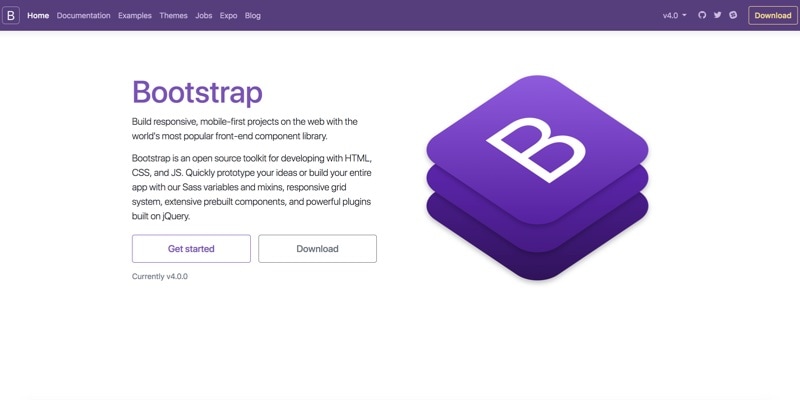 B Home Documentation Examples Themes Jobs Expo Blog v4.0 Download
Bootstrap
Build responsive, mobile-first projects on the web with the
world's most popular front-end component library.
Bootstrap is an open source toolkit for developing with HTML,
CSS, and JS. Quickly prototype your ideas or build your entire
app with our Sass variables and mixins, responsive grid
system, extensive prebuilt components, and powerful plugins
built on jQuery.
Get started Download
Currently v4.0.0
B